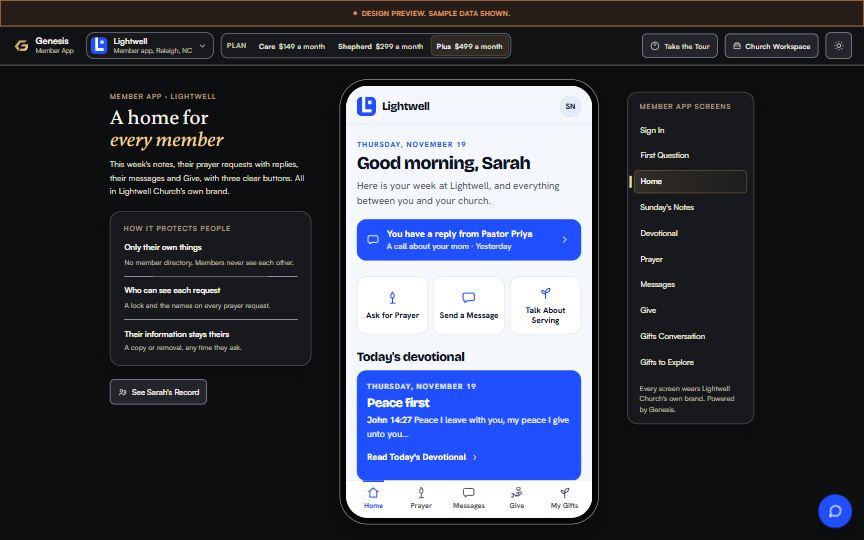 DESIGN PREVIEW. SAMPLE DATA SHOWN.
Genesis
Member App
Lightwell
Member app, Raleigh, NC
PLAN
Care $149 a month
Shepherd $299 a month
Plus $499 a month
Take the Tour
Church Workspace
MEMBER APP · LIGHTWELL
A home for
every member
This week's notes, their prayer requests with replies,
their messages and Give, with three clear buttons. All
in Lightwell Church's own brand.
HOW IT PROTECTS PEOPLE
Only their own things
No member directory. Members never see each other.
Who can see each request
A lock and the names on every prayer request.
Their information stays theirs
A copy or removal, any time they ask.
See Sarah's Record
Lightwell
SN
THURSDAY, NOVEMBER 19
Good morning, Sarah
Here is your week at Lightwell, and everything
between you and your church.
You have a reply from Pastor Priya
A call about your mom · Yesterday
Ask for Prayer
Send a Message
Talk About
Serving
Today's devotional
THURSDAY, NOVEMBER 19
Peace first
John 14:27 Peace I leave with you, my peace I give
unto you...
Read Today's Devotional
Home
Prayer
Messages
Give
My Gifts
MEMBER APP SCREENS
Sign In
First Question
Home
Sunday's Notes
Devotional
Prayer
Messages
Give
Gifts Conversation
Gifts to Explore
Every screen wears Lightwell
Church's own brand. Powered
by Genesis.